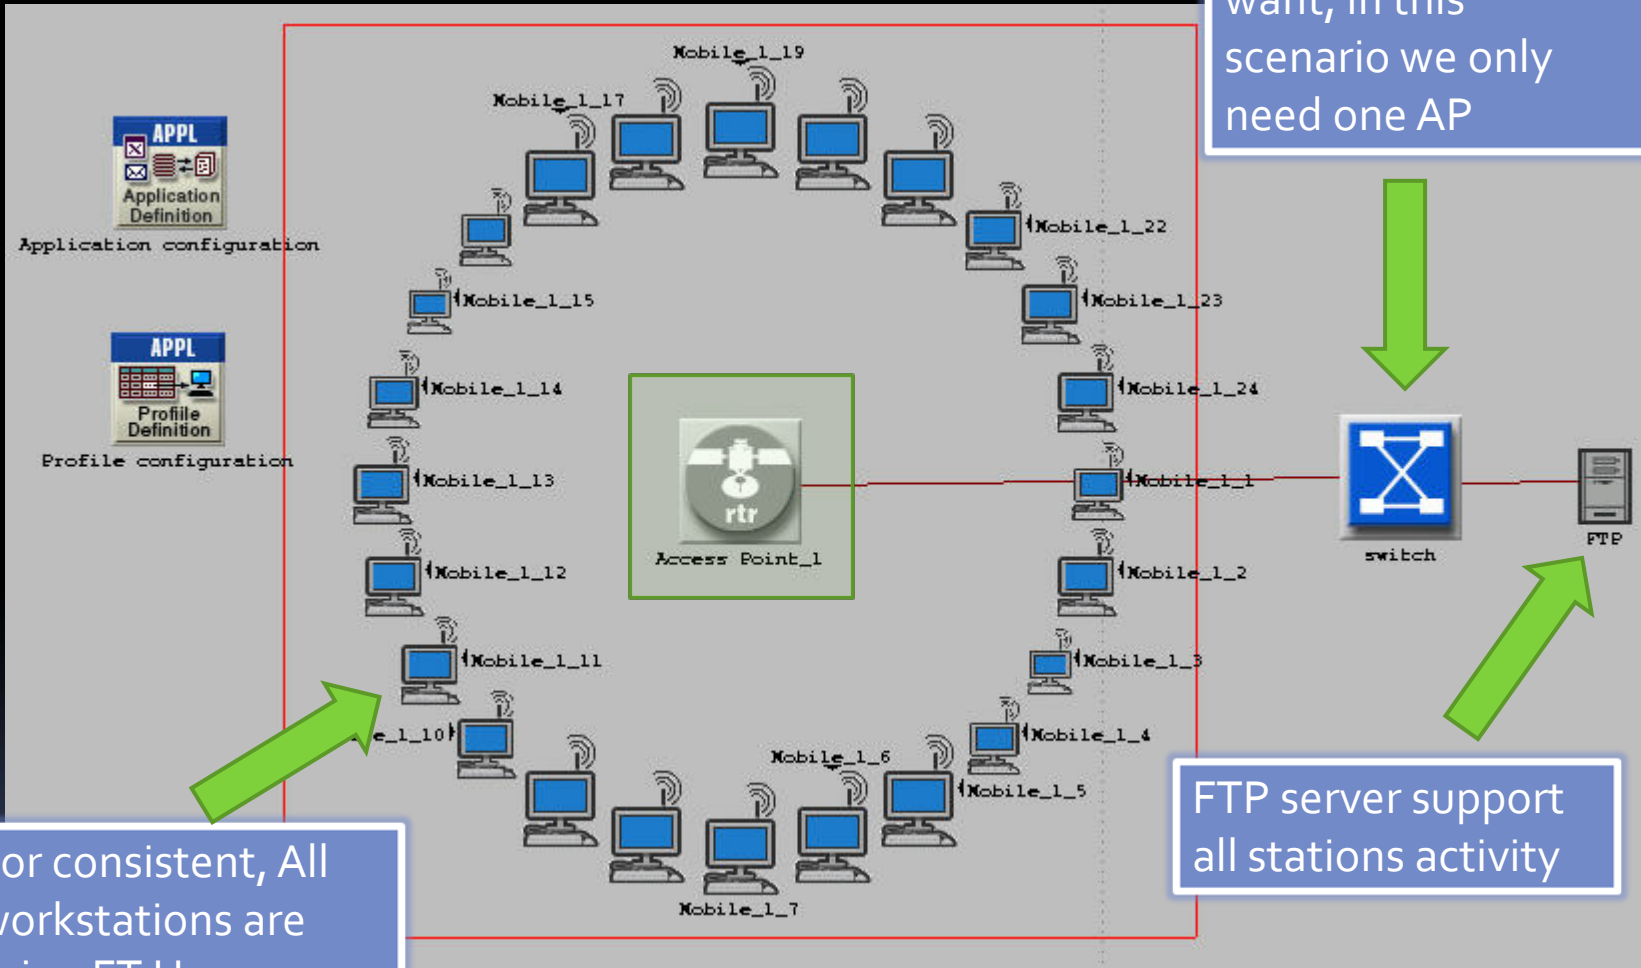 want, in this
scenario we only
need one AP
Mobile_1_19
Mobile_1_17
APPL
Application
Definition
Application configuration
Mobile_1_22
Mobile_1_15
Mobile_1_23
APPL
Profiile
Definition
Profile configuration
Mobile_1_14
Mobile_1_24
Mobile_1_13
rtr
Access Point_1
Mobile_1_1
switch
FTP
Mobile_1_12
Mobile_1_2
Mobile_1_11
Mobile_1_3
e_1_10
Mobile_1_4
Mobile_1_6
Mobile_1_5
Mobile_1_7
FTP server support
all stations activity
or consistent, All
workstations are